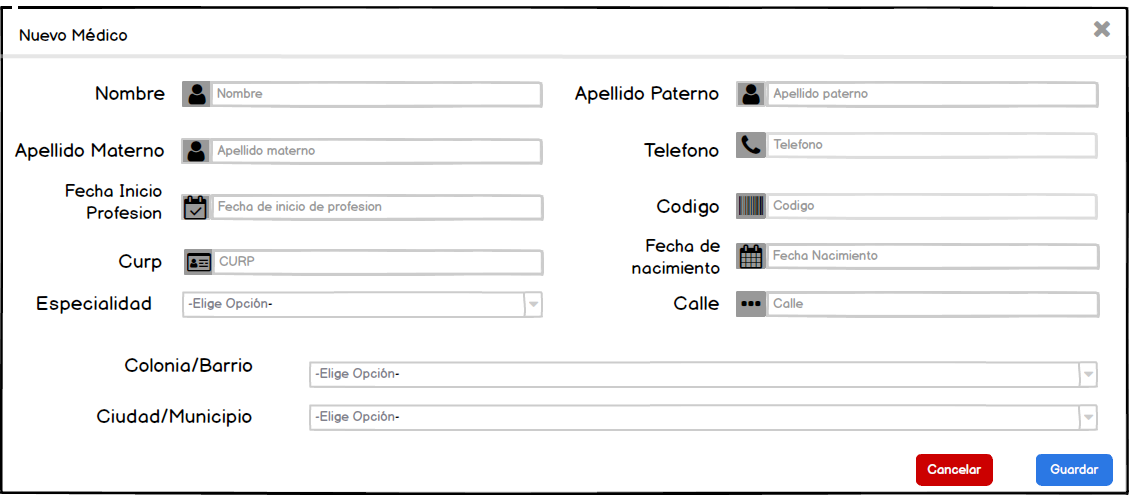 Nuevo Médico
Nombre
Nombre
Apellido Paterno
Apellido paterno
Apellido Materno
Apellido materno
Telefono
Telefono
Fecha Inicio
Profesion
Fecha de inicio de profesion
Codigo
Codigo
Curp
CURP
Fecha de
nacimiento
Fecha Nacimiento
Especialidad
-Elige Opción-
Calle
Calle
Colonia/Barrio
-Elige Opción-
Ciudad/Municipio
-Elige Opción-
Cancelar
Guardar